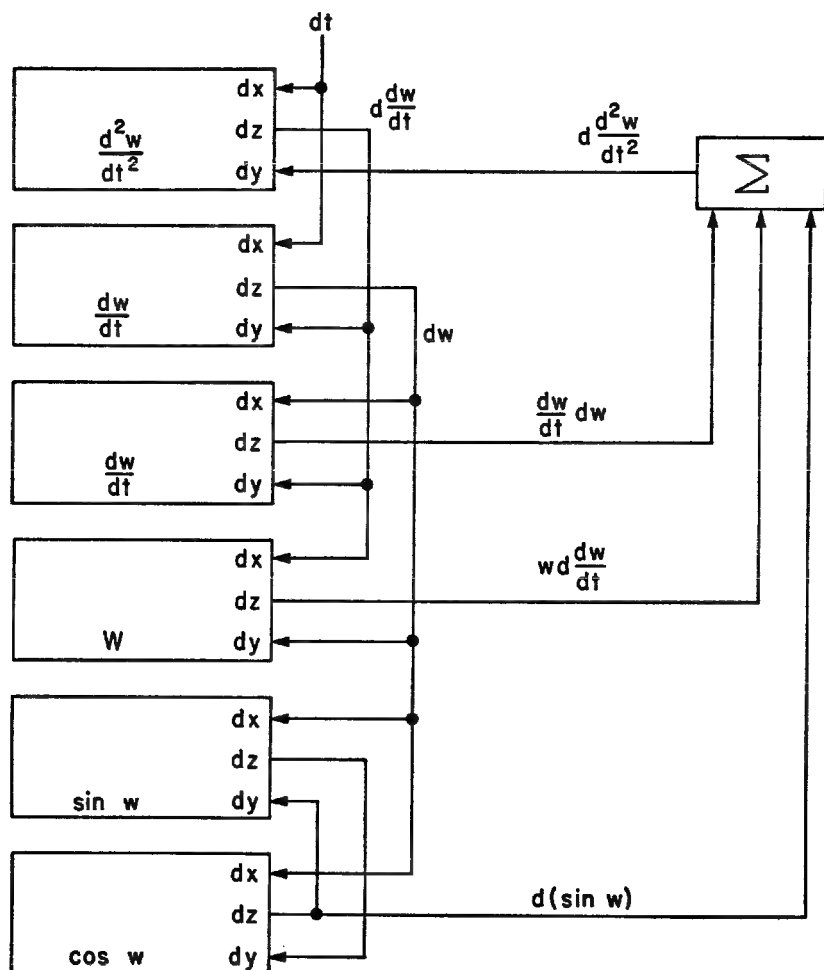 dt
dx
d dw/dt
dz
d²w/dt²
dy
d d²w/dt²
Σ
dx
dz
dw/dt
dy
dw
dx
dw/dt dw
dz
dw/dt
dy
dx
wd dw/dt
dz
W
dy
dx
dz
sin w
dy
dx
dz
d(sin w)
cos w
dy